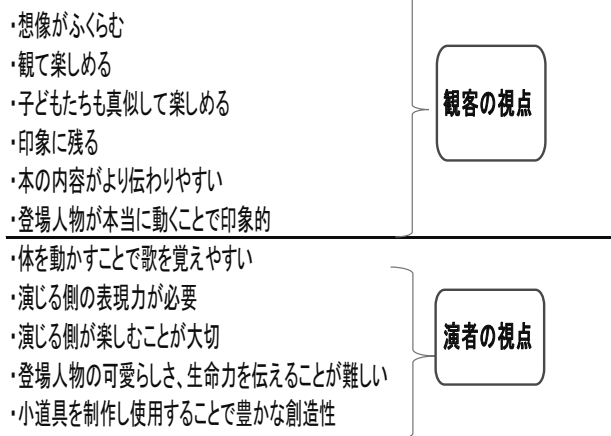 ・想像がふくらむ
・観て楽しめる
・子どもたちも真似して楽しめる
・印象に残る
・本の内容がより伝わりやすい
・登場人物が本当に動くことで印象的
観客の視点
・体を動かすことで歌を覚えやすい
・演じる側の表現力が必要
・演じる側が楽しむことが大切
・登場人物の可愛らしさ、生命力を伝えることが難しい
・小道具を制作し使用することで豊かな創造性
演者の視点